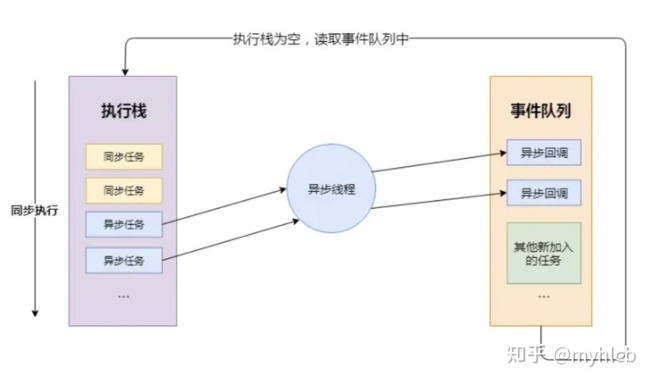 执行栈为空，读取事件队列中
执行栈
事件队列
同步任务
异步回调
同步任务
异步线程
异步回调
同步执行
异步任务
其他新加入
的任务
异步任务
...
...
知乎 @myhlcb